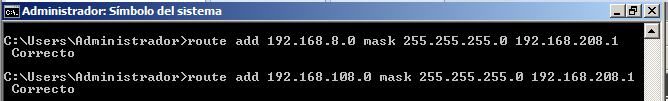 Administrador: Símbolo del sistema
C:\Users\Administrador>route add 192.168.8.0 mask 255.255.255.0 192.168.208.1
Correcto
C:\Users\Administrador>route add 192.168.108.0 mask 255.255.255.0 192.168.208.1
Correcto